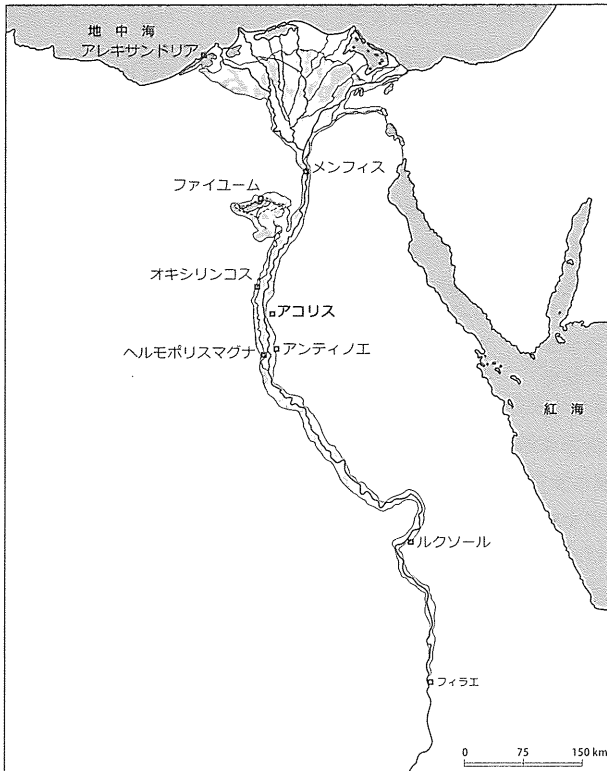 地 中 海
アレキサンドリア
メンフィス
ファイユーム
オキシリンコス
アコリス
ヘルモポリスマグナ
アンティノエ
紅 海
ルクソール
フィラエ
0 75 150 km